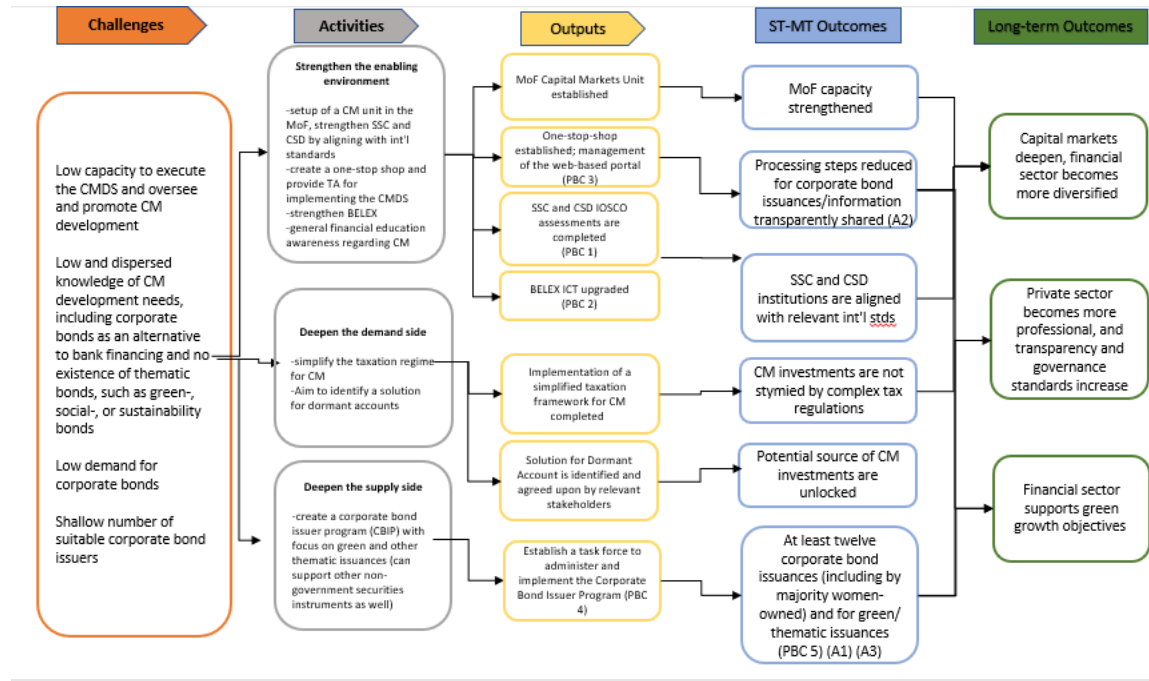 Challenges
Activities
Outputs
ST-MT Outcomes
Long-term Outcomes
Low capacity to execute
the CMDS and oversee
and promote CM
development
Low and dispersed
knowledge of CM
development needs,
including corporate
bonds as an alternative
to bank financing and no
existence of thematic
bonds, such as green-,
social-, or sustainability
bonds
Low demand for
corporate bonds
Shallow number of
suitable corporate bond
issuers
Strengthen the enabling
environment
-setup of a CM unit in the
MoF, strengthen SSC and
CSD by aligning with int'l
standards
-create a one-stop shop and
provide TA for
implementing the CMDS
-strengthen BELEX
-general financial education
awareness regarding CM
Deepen the demand side
-simplify the taxation regime
for CM
-Aim to identify a solution
for dormant accounts
Deepen the supply side
-create a corporate bond
issuer program (CBIP) with
focus on green and other
thematic issuances (can
support other non-
government securities
instruments as well)
MoF Capital Markets Unit
established
One-stop-shop
established; management
of the web-based portal
(PBC 3)
SSC and CSD IOSCO
assessments are
completed
(PBC 1)
BELEX ICT upgraded
(PBC 2)
Implementation of a
simplified taxation
framework for CM
completed
Solution for Dormant
Account is identified and
agreed upon by relevant
stakeholders
Establish a task force to
administer and
implement the Corporate
Bond Issuer Program (PBC
4)
MoF capacity
strengthened
Processing steps reduced
for corporate bond
issuances/information
transparently shared (A2)
SSC and CSD
institutions are aligned
with relevant int'l stds
CM investments are not
stymied by complex tax
regulations
Potential source of CM
investments are
unlocked
At least twelve
corporate bond
issuances (including by
majority women-
owned) and for green/
thematic issuances
(PBC 5) (A1) (A3)
Capital markets
deepen, financial
sector becomes
more diversified
Private sector
becomes more
professional, and
transparency and
governance
standards increase
Financial sector
supports green
growth objectives